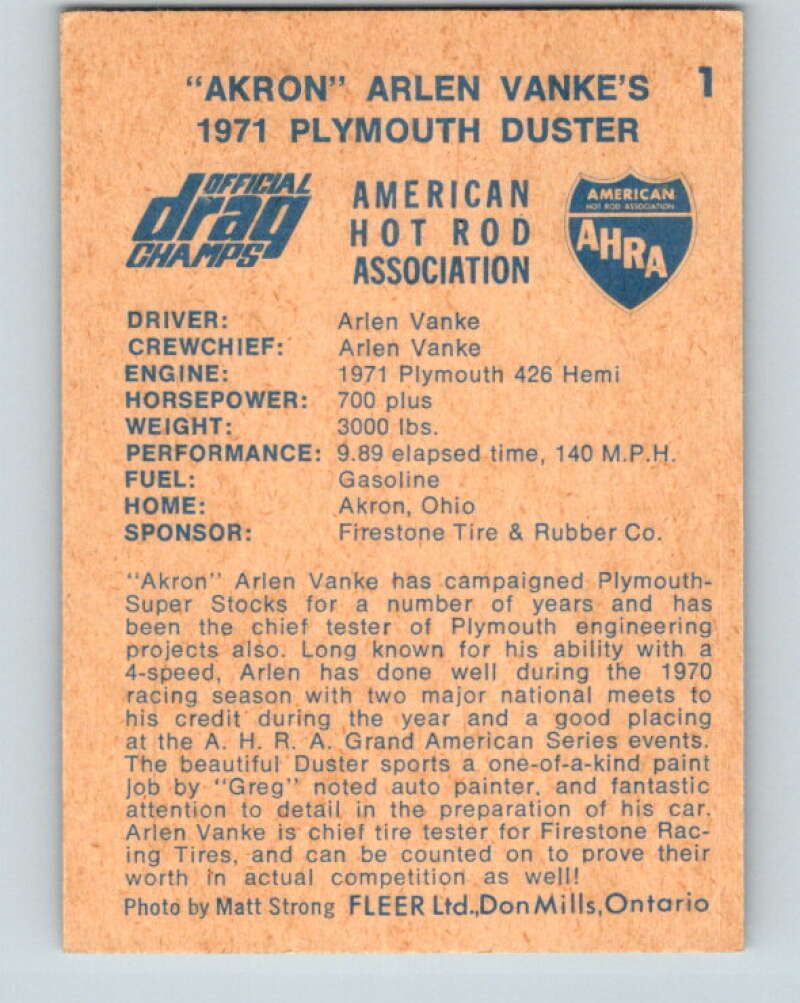 "AKRON" ARLEN VANKE'S 1
1971 PLYMOUTH DUSTER
OFFICIAL
drag
CHAMPS
AMERICAN
HOT ROD
ASSOCIATION
AMERICAN
HOT ROD ASSOCIATION
AHRA
DRIVER: Arlen Vanke
CREWCHIEF: Arlen Vanke
ENGINE: 1971 Plymouth 426 Hemi
HORSEPOWER: 700 plus
WEIGHT: 3000 lbs.
PERFORMANCE: 9.89 elapsed time, 140 M.P.H.
FUEL: Gasoline
HOME: Akron, Ohio
SPONSOR: Firestone Tire & Rubber Co.
"Akron" Arlen Vanke has campaigned Plymouth-
Super Stocks for a number of years and has
been the chief tester of Plymouth engineering
projects also. Long known for his ability with a
4-speed, Arlen has done well during the 1970
racing season with two major national meets to
his credit during the year and a good placing
at the A. H. R. A. Grand American Series events.
The beautiful Duster sports a one-of-a-kind paint
job by "Greg" noted auto painter, and fantastic
attention to detail in the preparation of his car.
Arlen Vanke is chief tire tester for Firestone Rac-
ing Tires, and can be counted on to prove their
worth in actual competition as well!
Photo by Matt Strong FLEER Ltd., Don Mills, Ontario